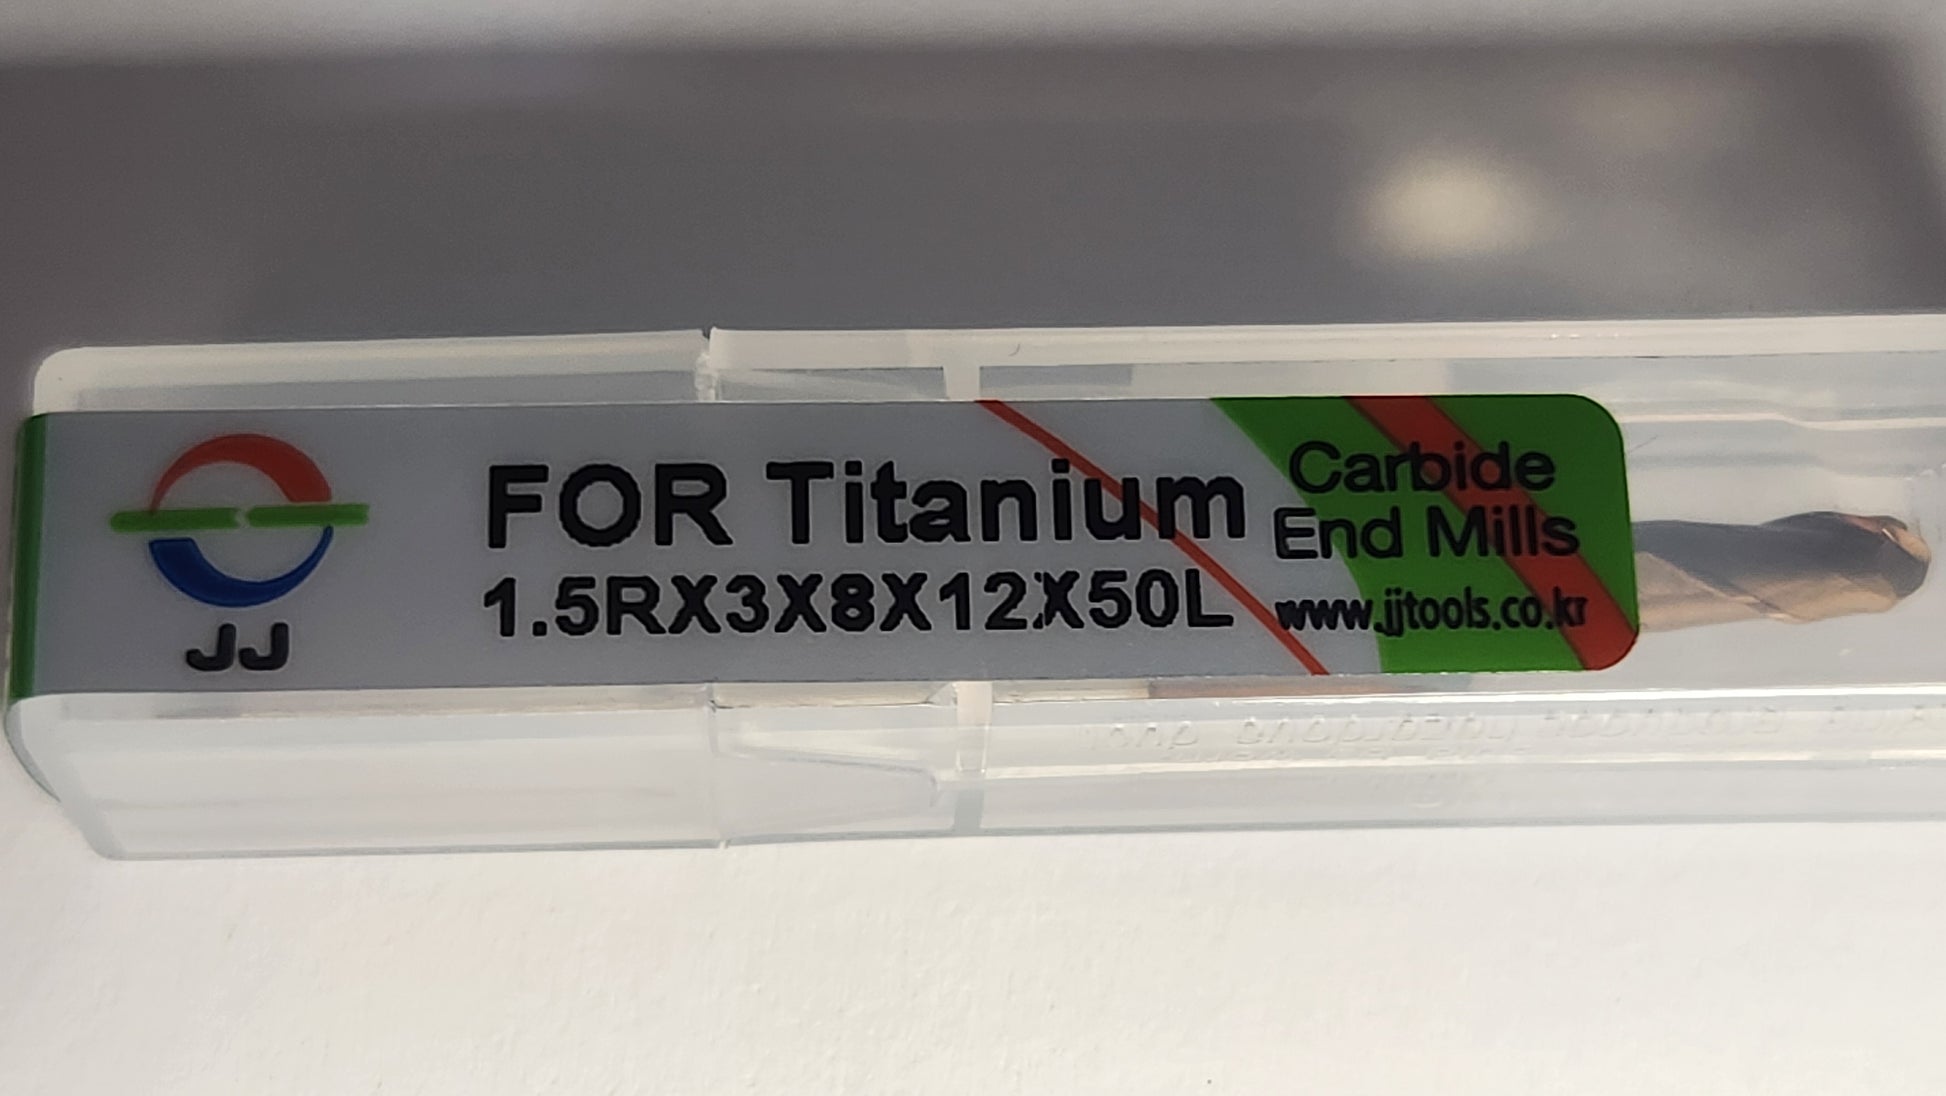 JJ
FOR Titanium
1.5RX3X8X12X50L
Carbide
End Mills
www.jjtools.co.kr